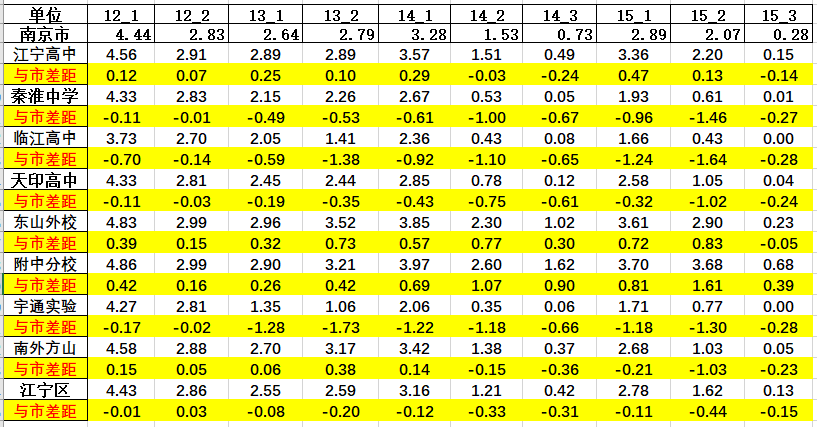 单位 12_1 12_2 13_1 13_2 14_1 14_2 14_3 15_1 15_2 15_3
南京市 4.44 2.83 2.64 2.79 3.28 1.53 0.73 2.89 2.07 0.28
江宁高中 4.56 2.91 2.89 2.89 3.57 1.51 0.49 3.36 2.20 0.15
与市差距 0.12 0.07 0.25 0.10 0.29 -0.03 -0.24 0.47 0.13 -0.14
秦淮中学 4.33 2.83 2.15 2.26 2.67 0.53 0.05 1.93 0.61 0.01
与市差距 -0.11 -0.01 -0.49 -0.53 -0.61 -1.00 -0.67 -0.96 -1.46 -0.27
临江高中 3.73 2.70 2.05 1.41 2.36 0.43 0.08 1.66 0.43 0.00
与市差距 -0.70 -0.14 -0.59 -1.38 -0.92 -1.10 -0.65 -1.24 -1.64 -0.28
天印高中 4.33 2.81 2.45 2.44 2.85 0.78 0.12 2.58 1.05 0.04
与市差距 -0.11 -0.03 -0.19 -0.35 -0.43 -0.75 -0.61 -0.32 -1.02 -0.24
东山外校 4.83 2.99 2.96 3.52 3.85 2.30 1.02 3.61 2.90 0.23
与市差距 0.39 0.15 0.32 0.73 0.57 0.77 0.30 0.72 0.83 -0.05
附中分校 4.86 2.99 2.90 3.21 3.97 2.60 1.62 3.70 3.68 0.68
与市差距 0.42 0.16 0.26 0.42 0.69 1.07 0.90 0.81 1.61 0.39
宇通实验 4.27 2.81 1.35 1.06 2.06 0.35 0.06 1.71 0.77 0.00
与市差距 -0.17 -0.02 -1.28 -1.73 -1.22 -1.18 -0.66 -1.18 -1.30 -0.28
南外方山 4.58 2.88 2.70 3.17 3.42 1.38 0.37 2.68 1.03 0.05
与市差距 0.15 0.05 0.06 0.38 0.14 -0.15 -0.36 -0.21 -1.03 -0.23
江宁区 4.43 2.86 2.55 2.59 3.16 1.21 0.42 2.78 1.62 0.13
与市差距 -0.01 0.03 -0.08 -0.20 -0.12 -0.33 -0.31 -0.11 -0.44 -0.15